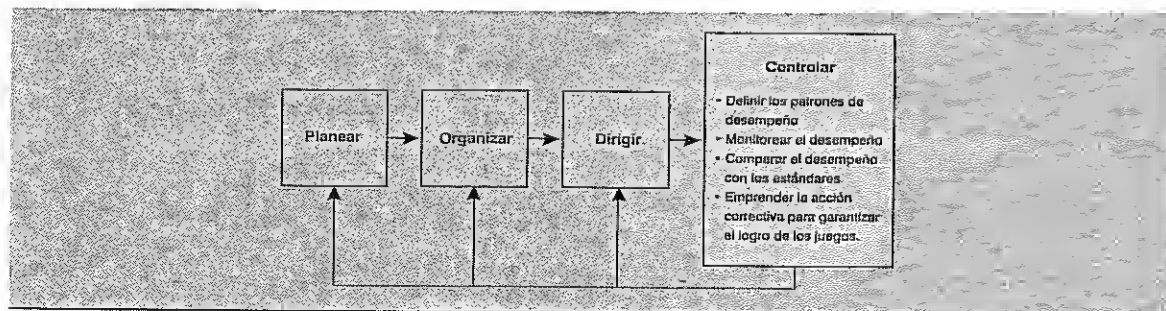 Planear
Organizar
Dirigir.
Controlar
• Definir los patrones de
desempeño
• Monitorear el desempeño
• Comparar el desempeño
con los estándares
• Emprender la acción
correctiva para garantizar
el logro de los juegos.